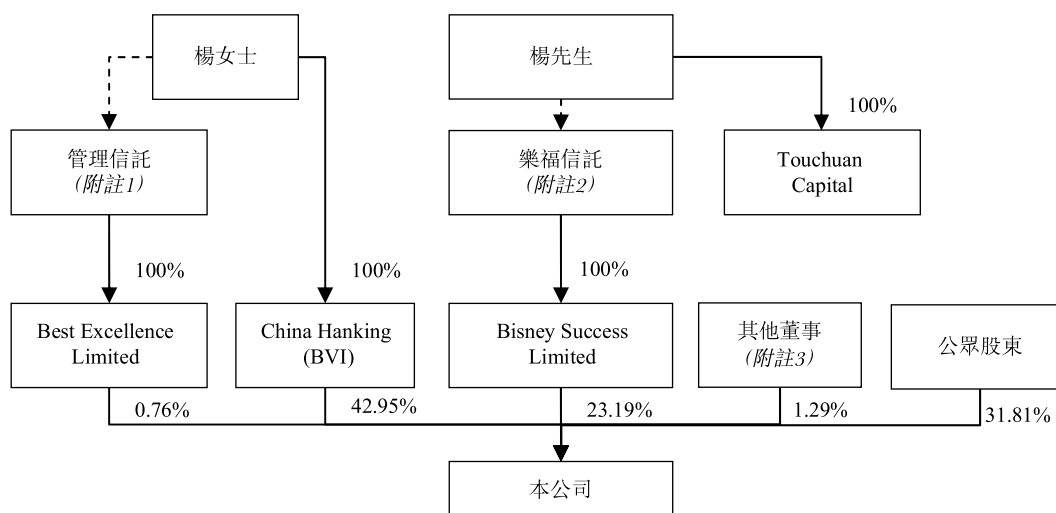 楊女士
楊先生
100%
管理信託
(附註1)
樂福信託
(附註2)
Touchuan
Capital
100%
100%
100%
Best Excellence
Limited
China Hanking
(BVI)
Bisney Success
Limited
其他董事
(附註3)
公眾股東
0.76%
42.95%
23.19%
1.29%
31.81%
本公司